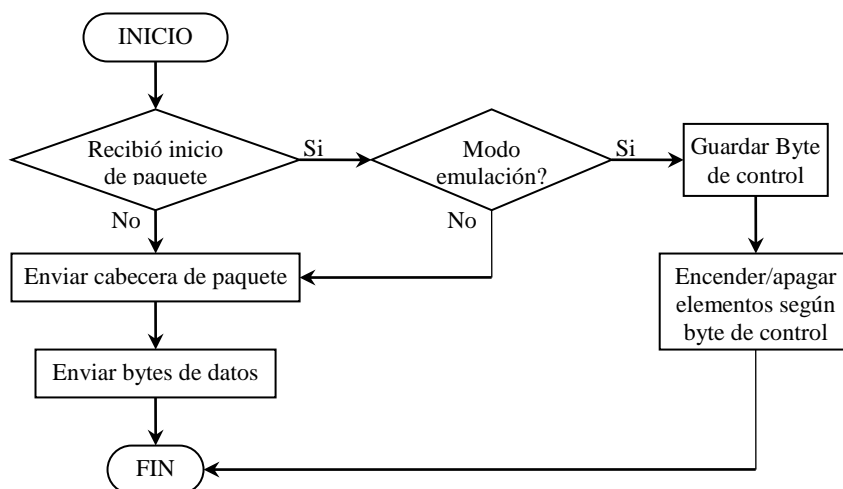 INICIO
Recibió inicio
de paquete
Si
Modo
emulación?
Si
Guardar Byte
de control
No
No
Enviar cabecera de paquete
Encender/apagar
elementos según
byte de control
Enviar bytes de datos
FIN